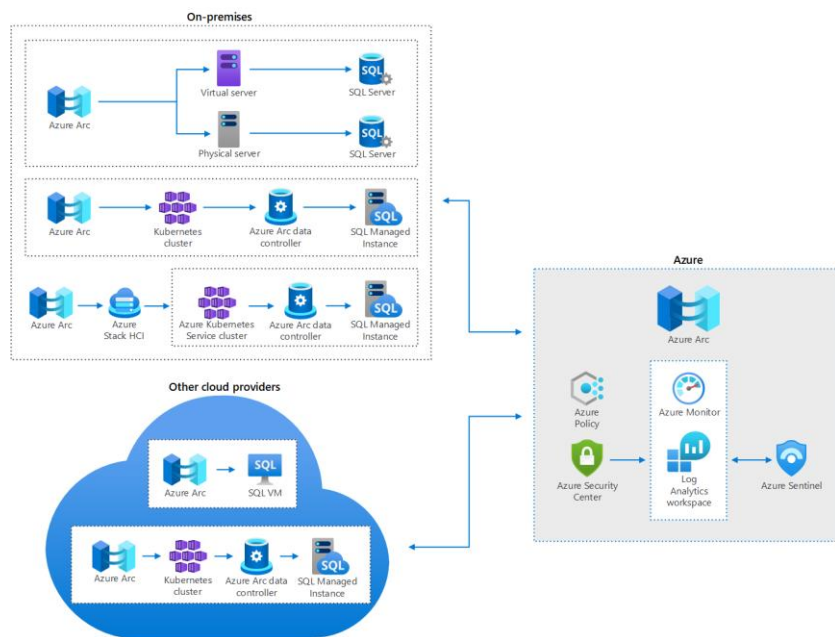 On-premises
Virtual server
SQL
SQL Server
Azure Arc
Physical server
SQL
SQL Server
Azure Arc
Kubernetes
cluster
Azure Arc data
controller
SQL
SQL Managed
Instance
Azure Arc
Azure
Stack HCI
Azure Kubernetes
Service cluster
Azure Arc data
controller
SQL
SQL Managed
Instance
Other cloud providers
Azure Arc
SQL
SQL VM
Azure Arc
Kubernetes
cluster
Azure Arc data
controller
SQL
SQL Managed
Instance
Azure
Azure Arc
Azure
Policy
Azure Monitor
Azure Security
Center
Log
Analytics
workspace
Azure Sentinel